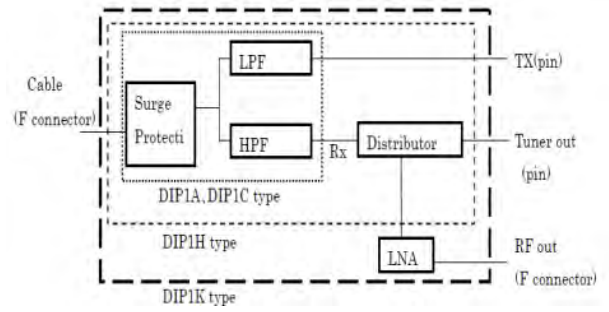 LPF
TX(pin)
Cable
(F connector)
Surge
Protecti
HPF
Rx
Distributor
Tuner out
(pin)
DIP1A,DIP1C type
DIP1H type
LNA
RF out
(F connector)
DIP1K type